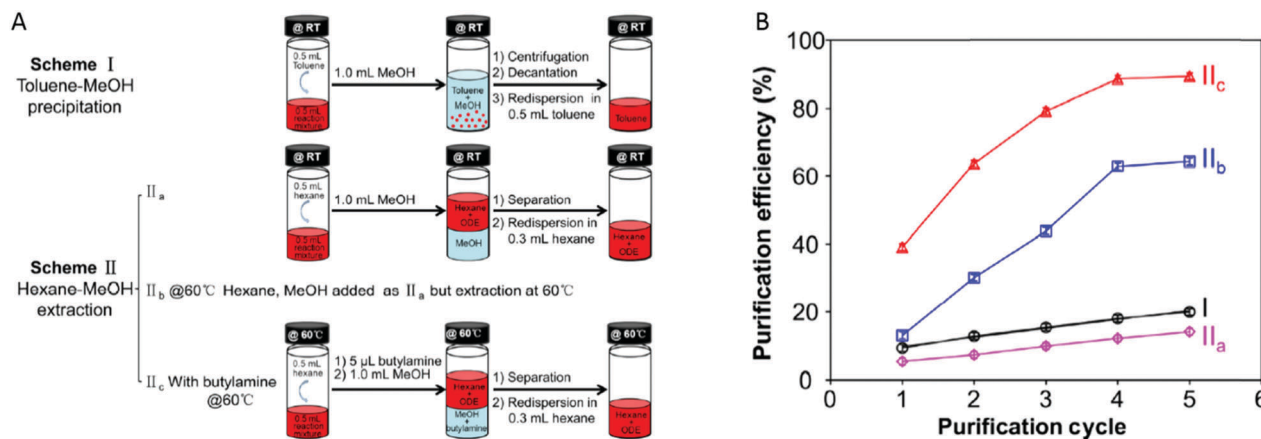 A
Scheme Ⅰ
Toluene-MeOH
precipitation
@ RT
0.5 mL
Toluene
0.5 mL
reaction
mixture
1.0 mL MeOH
@ RT
Toluene
+
MeOH
1) Centrifugation
2) Decantation
3) Redispersion in
0.5 mL toluene
@ RT
Toluene
Scheme Ⅱ
Hexane-MeOH
extraction
Ⅱa
@ RT
0.5 mL
hexane
0.5 mL
reaction
mixture
1.0 mL MeOH
@ RT
Hexane
+
ODE
MeOH
1) Separation
2) Redispersion in
0.3 mL hexane
@ RT
Hexane
+
ODE
Ⅱb @60℃ Hexane, MeOH added as Ⅱa but extraction at 60℃
Ⅱc With butylamine
@60℃
@ 60℃
0.5 mL
hexane
0.5 mL
reaction
mixture
1) 5 µL butylamine
2) 1.0 mL MeOH
@ 60℃
Hexane
+
ODE
MeOH
+
butylamine
1) Separation
2) Redispersion in
0.3 mL hexane
@ 60℃
Hexane
+
ODE
B
Purification efficiency (%)
100
80
60
40
20
0
0 1 2 3 4 5 6
Purification cycle
IIc
IIb
I
IIa